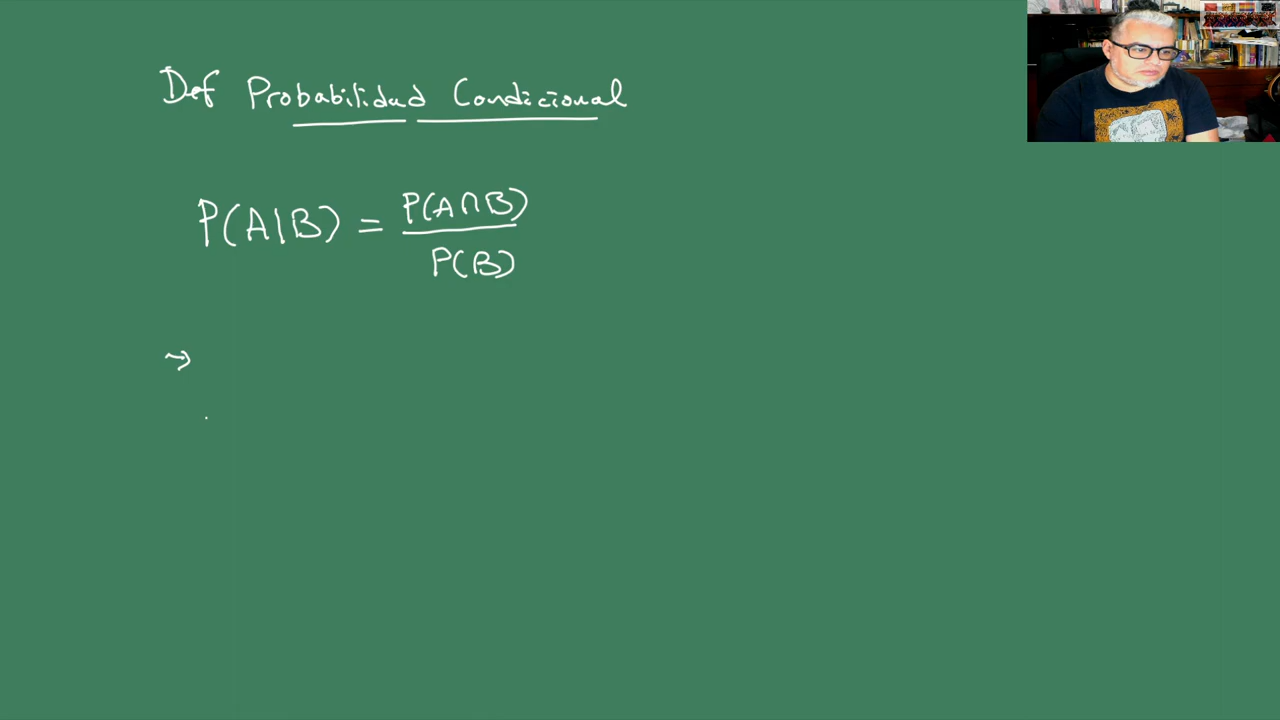 Def Probabilidad Condicional
P(A|B) = P(A∩B) / P(B)
→